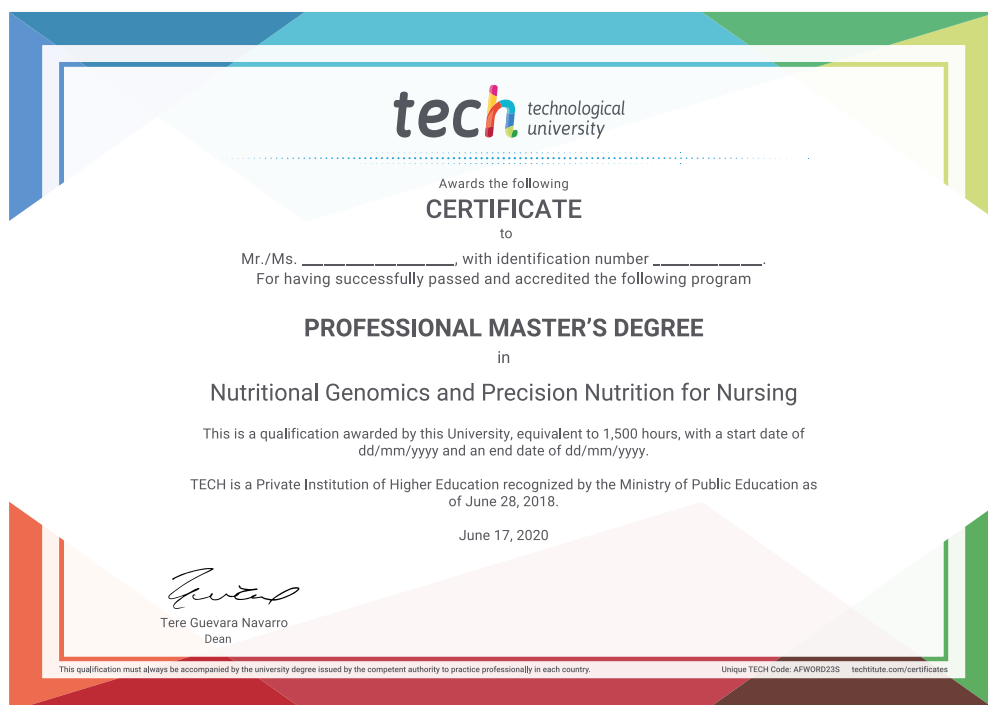 tech technological
university
Awards the following
CERTIFICATE
to
Mr./Ms. ____________________, with identification number ______________.
For having successfully passed and accredited the following program
PROFESSIONAL MASTER'S DEGREE
in
Nutritional Genomics and Precision Nutrition for Nursing
This is a qualification awarded by this University, equivalent to 1,500 hours, with a start date of
dd/mm/yyyy and an end date of dd/mm/yyyy.
TECH is a Private Institution of Higher Education recognized by the Ministry of Public Education as
of June 28, 2018.
June 17, 2020
Tere Guevara Navarro
Dean
This qualification must always be accompanied by the university degree issued by the competent authority to practice professionally in each country. Unique TECH Code: AFWORD23S techtitute.com/certificates